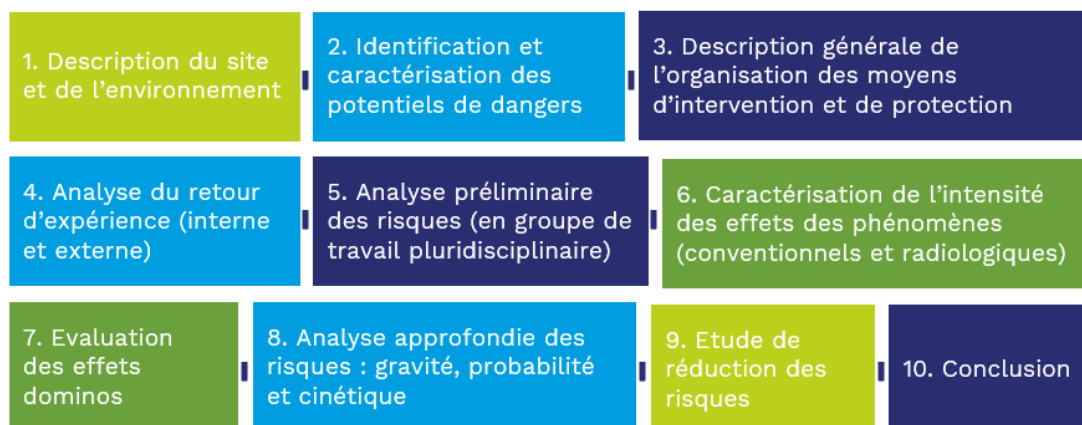 1. Description du site
et de l'environnement
2. Identification et
caractérisation des
potentiels de dangers
3. Description générale de
l'organisation des moyens
d'intervention et de protection
4. Analyse du retour
d'expérience (interne
et externe)
5. Analyse préliminaire
des risques (en groupe de
travail pluridisciplinaire)
6. Caractérisation de l'intensité
des effets des phénomènes
(conventionnels et radiologiques)
7. Evaluation
des effets
dominos
8. Analyse approfondie des
risques : gravité, probabilité
et cinétique
9. Etude de
réduction des
risques
10. Conclusion